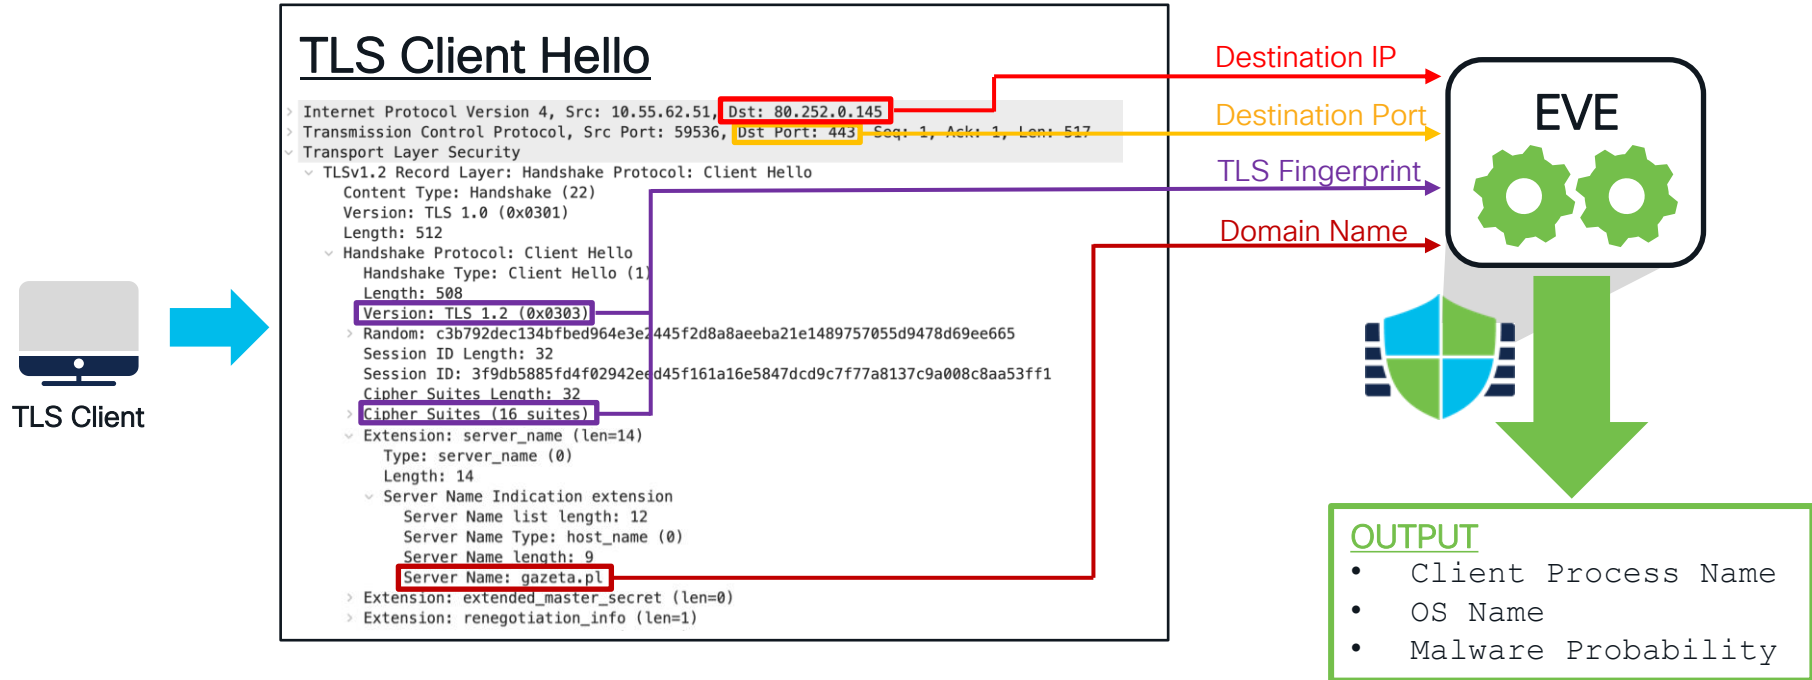 TLS Client Hello
Internet Protocol Version 4, Src: 10.55.62.51, Dst: 80.252.0.145
Transmission Control Protocol, Src Port: 59536, Dst Port: 443 Seq: 1, Ack: 1, Len: 517
Transport Layer Security
TLSv1.2 Record Layer: Handshake Protocol: Client Hello
Content Type: Handshake (22)
Version: TLS 1.0 (0x0301)
Length: 512
Handshake Protocol: Client Hello
Handshake Type: Client Hello (1)
Length: 508
Version: TLS 1.2 (0x0303)
Random: c3b792dec134bfbed964e3e2445f2d8a8aeeba21e1489757055d9478d69ee665
Session ID Length: 32
Session ID: 3f9db5885fd4f02942eed45f161a16e5847dcd9c7f77a8137c9a008c8aa53ff1
Cipher Suites Length: 32
Cipher Suites (16 suites)
Extension: server_name (len=14)
Type: server_name (0)
Length: 14
Server Name Indication extension
Server Name list length: 12
Server Name Type: host_name (0)
Server Name length: 9
Server Name: gazeta.pl
Extension: extended_master_secret (len=0)
Extension: renegotiation_info (len=1)
TLS Client
Destination IP
Destination Port
TLS Fingerprint
Domain Name
EVE
OUTPUT
• Client Process Name
• OS Name
• Malware Probability